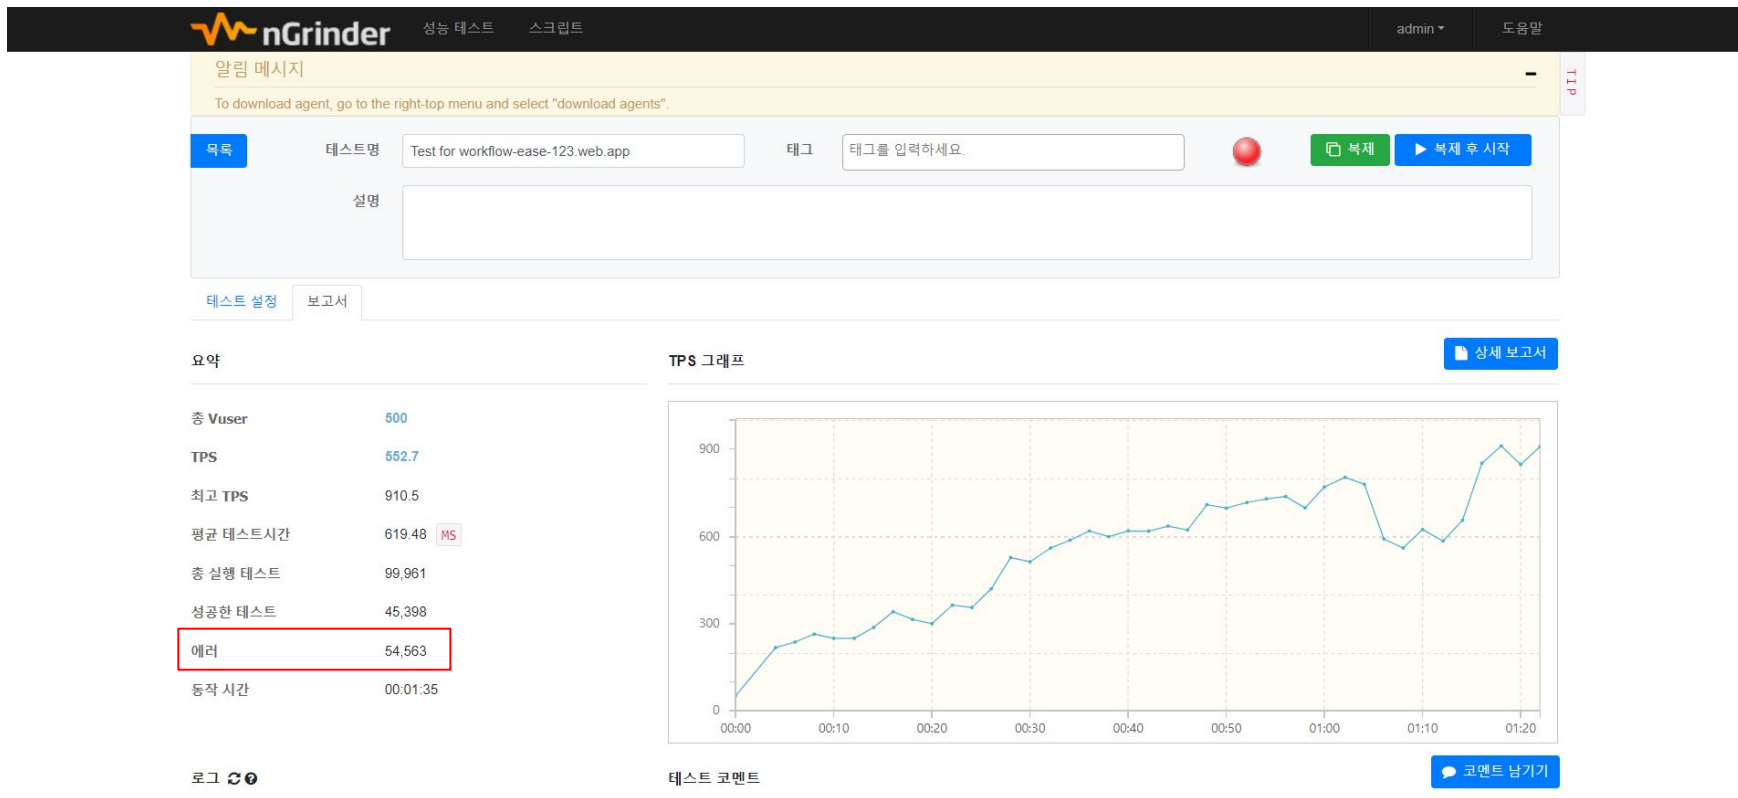 nGrinder 성능 테스트 스크립트 admin 도움말
알림 메시지
TIP
To download agent, go to the right-top menu and select "download agents".
목록 테스트명 Test for workflow-ease-123.web.app 태그 태그를 입력하세요. 복제 복제 후 시작
설명
테스트 설정 보고서
요약
총 Vuser 500
TPS 552.7
최고 TPS 910.5
평균 테스트시간 619.48 MS
총 실행 테스트 99,961
성공한 테스트 45,398
에러 54,563
동작 시간 00:01:35
로그
TPS 그래프 상세 보고서
900
600
300
0
00:00 00:10 00:20 00:30 00:40 00:50 01:00 01:10 01:20
테스트 코멘트 코멘트 남기기